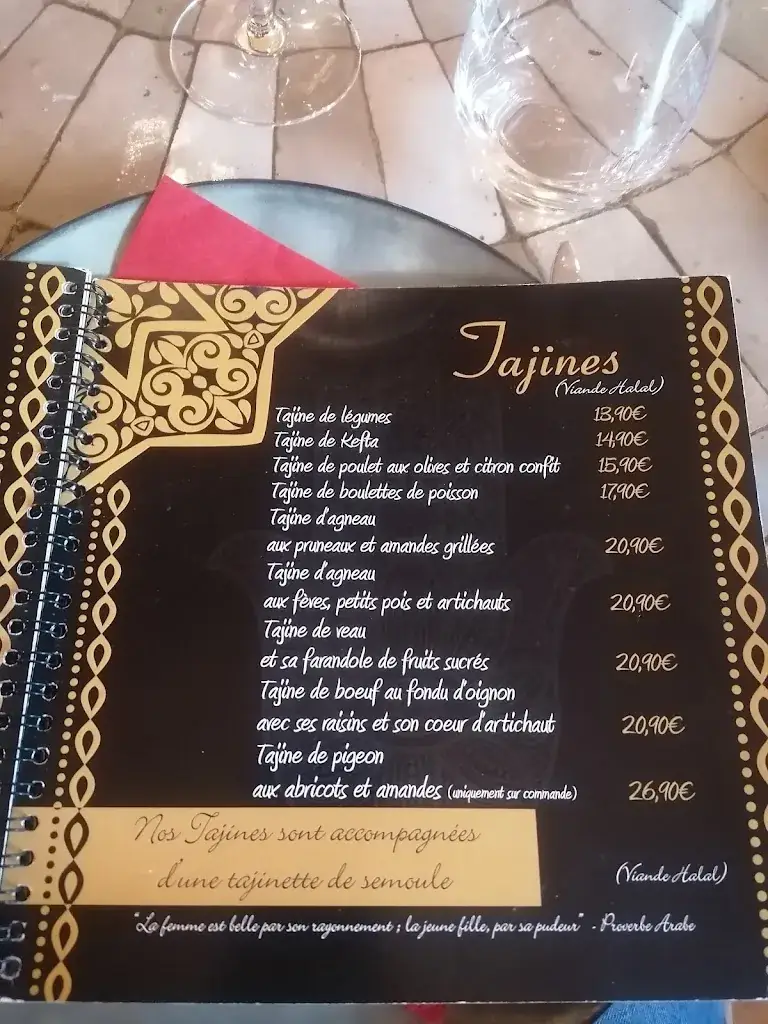 Tajines
(Viande Halal)
Tajine de légumes 13,90€
Tajine de Kefta 14,90€
Tajine de poulet aux olives et citron confit 15,90€
Tajine de boulettes de poisson 17,90€
Tajine d'agneau
aux pruneaux et amandes grillées 20,90€
Tajine d'agneau
aux fèves, petits pois et artichauts 20,90€
Tajine de veau
et sa farandole de fruits sucrés 20,90€
Tajine de boeuf au fondu d'oignon
avec ses raisins et son coeur d'artichaut 20,90€
Tajine de pigeon
aux abricots et amandes (uniquement sur commande) 26,90€
Nos Tajines sont accompagnées
d'une tajinette de semoule
(Viande Halal)
"La femme est belle par son rayonnement ; la jeune fille, par sa pudeur" - Proverbe Arabe